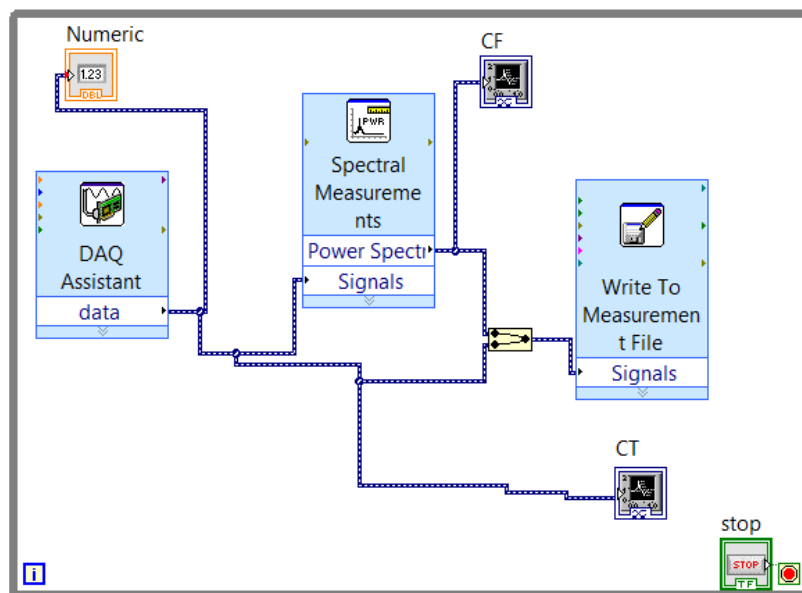 Numeric
1.23
DBL
CF
PWR
Spectral
Measureme
nts
Power Spectr
Signals
DAQ
Assistant
data
Write To
Measuremen
t File
Signals
CT
stop
STOP
TF
i